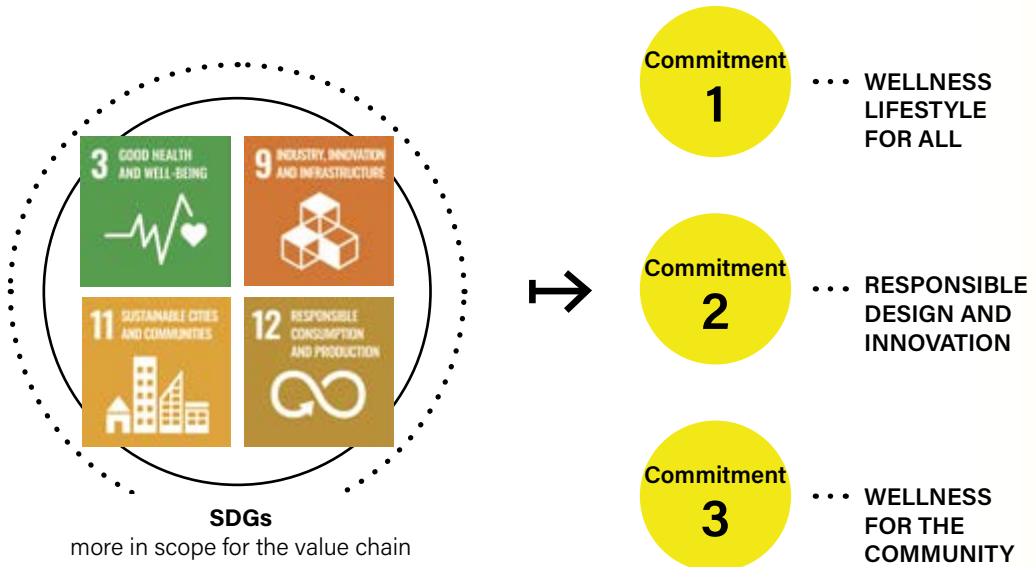 3 GOOD HEALTH
AND WELL-BEING
9 INDUSTRY, INNOVATION
AND INFRASTRUCTURE
11 SUSTAINABLE CITIES
AND COMMUNITIES
12 RESPONSIBLE
CONSUMPTION
AND PRODUCTION
SDGs
more in scope for the value chain
Commitment
1
WELLNESS
LIFESTYLE
FOR ALL
Commitment
2
RESPONSIBLE
DESIGN AND
INNOVATION
Commitment
3
WELLNESS
FOR THE
COMMUNITY